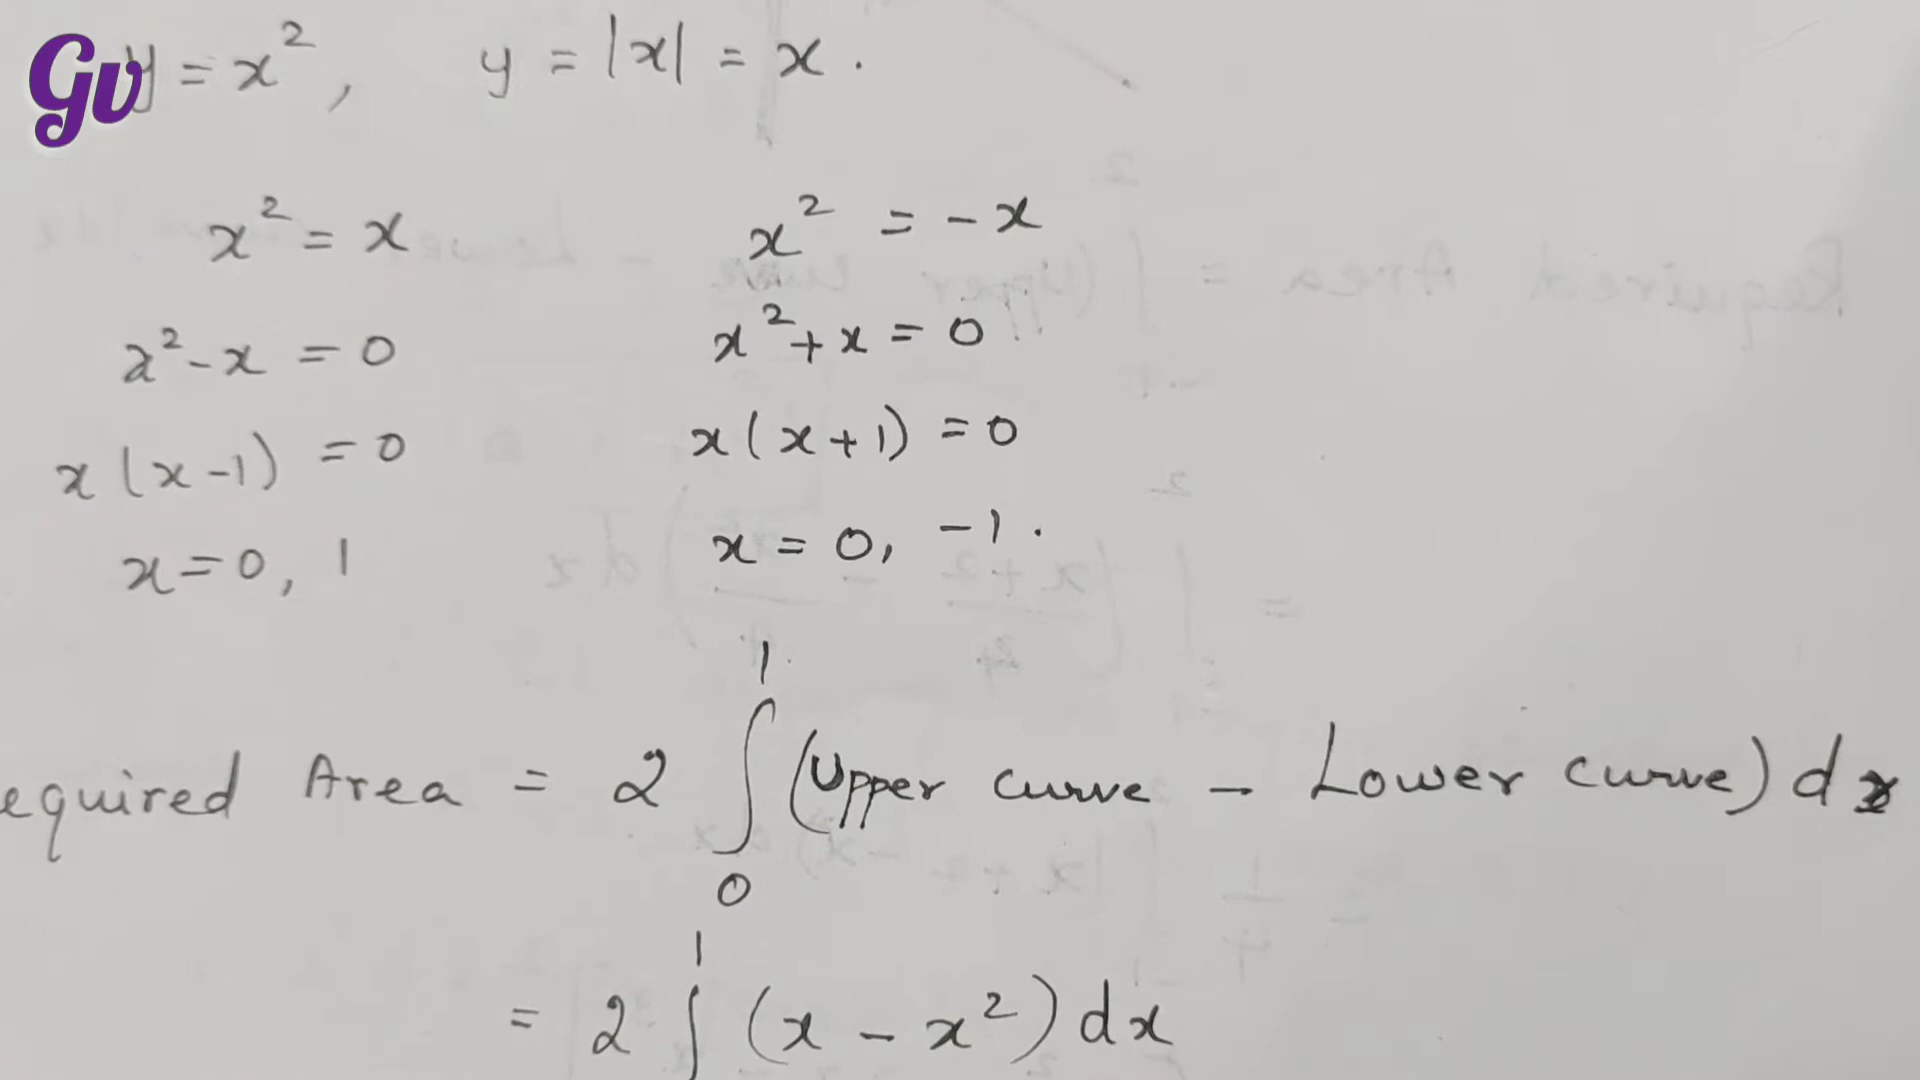 Gv y = x², y = |x| = x.
x² = x x² = -x
x² - x = 0 x² + x = 0
x(x-1) = 0 x(x+1) = 0
x = 0, 1 x = 0, -1.
equired Area = 2 ∫₀¹ (Upper curve - Lower curve) dx
= 2 ∫¹ (x - x²) dx